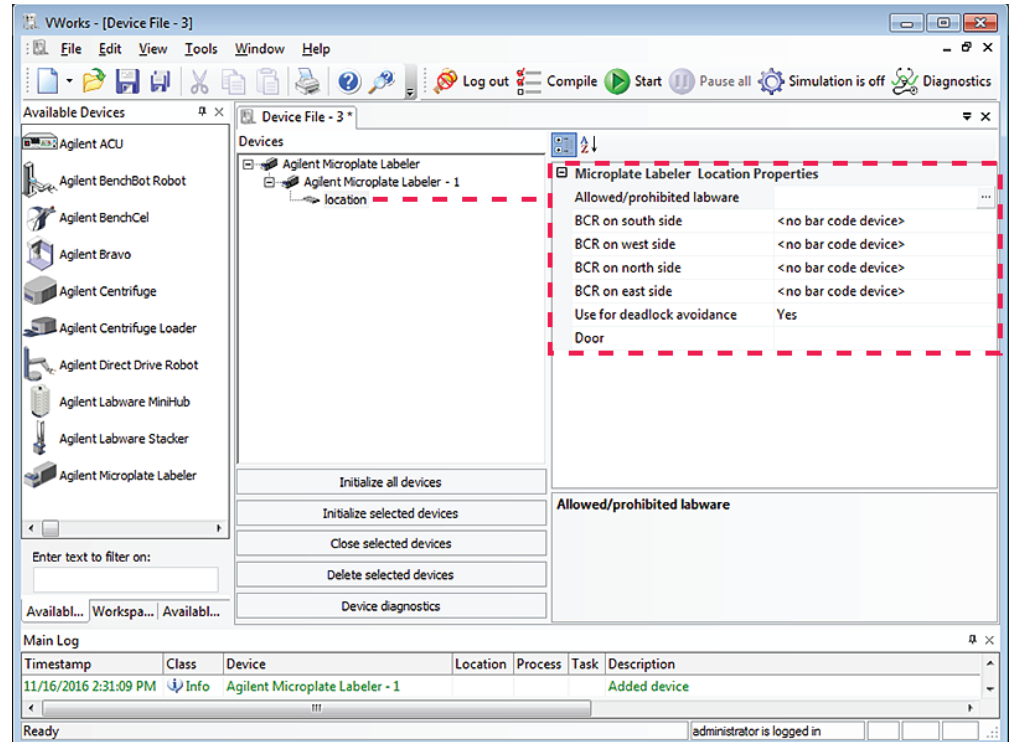 VWorks - [Device File - 3]
File Edit View Tools Window Help
Log out Compile Start Pause all Simulation is off Diagnostics
Available Devices
Agilent ACU
Agilent BenchBot Robot
Agilent BenchCel
Agilent Bravo
Agilent Centrifuge
Agilent Centrifuge Loader
Agilent Direct Drive Robot
Agilent Labware MiniHub
Agilent Labware Stacker
Agilent Microplate Labeler
Enter text to filter on:
Availabl... Workspa... Availabl...
Device File - 3 *
Devices
Agilent Microplate Labeler
Agilent Microplate Labeler - 1
location
Initialize all devices
Initialize selected devices
Close selected devices
Delete selected devices
Device diagnostics
Microplate Labeler Location Properties
Allowed/prohibited labware ...
BCR on south side <no bar code device>
BCR on west side <no bar code device>
BCR on north side <no bar code device>
BCR on east side <no bar code device>
Use for deadlock avoidance Yes
Door
Allowed/prohibited labware
Main Log
Timestamp Class Device Location Process Task Description
11/16/2016 2:31:09 PM Info Agilent Microplate Labeler - 1 Added device
Ready administrator is logged in